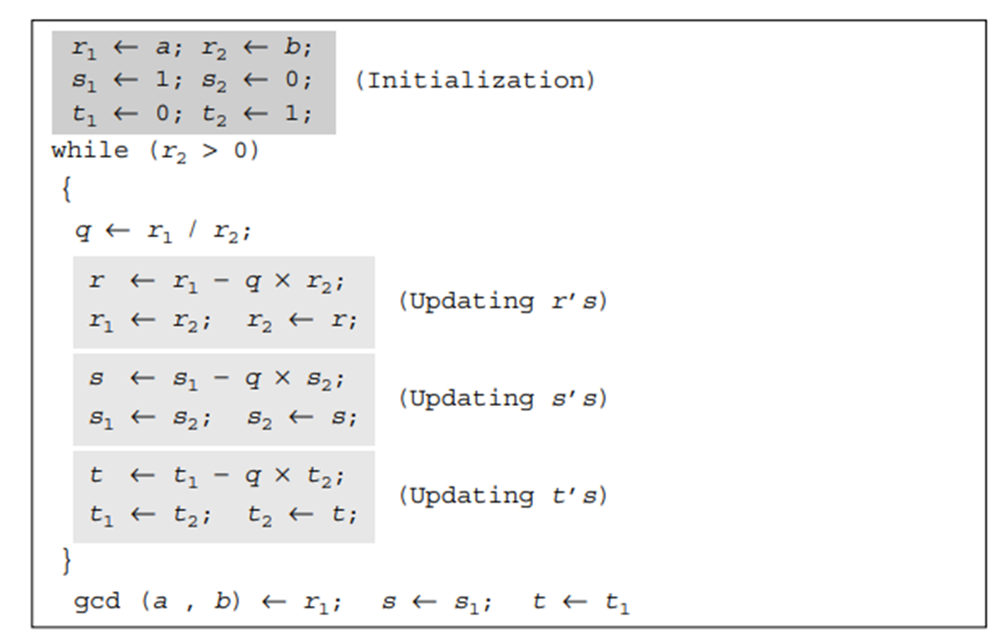 r₁ ← a; r₂ ← b;
s₁ ← 1; s₂ ← 0; (Initialization)
t₁ ← 0; t₂ ← 1;
while (r₂ > 0)
{
q ← r₁ / r₂;
r ← r₁ − q × r₂;
(Updating r's)
r₁ ← r₂; r₂ ← r;
s ← s₁ − q × s₂;
(Updating s's)
s₁ ← s₂; s₂ ← s;
t ← t₁ − q × t₂;
(Updating t's)
t₁ ← t₂; t₂ ← t;
}
gcd (a , b) ← r₁; s ← s₁; t ← t₁